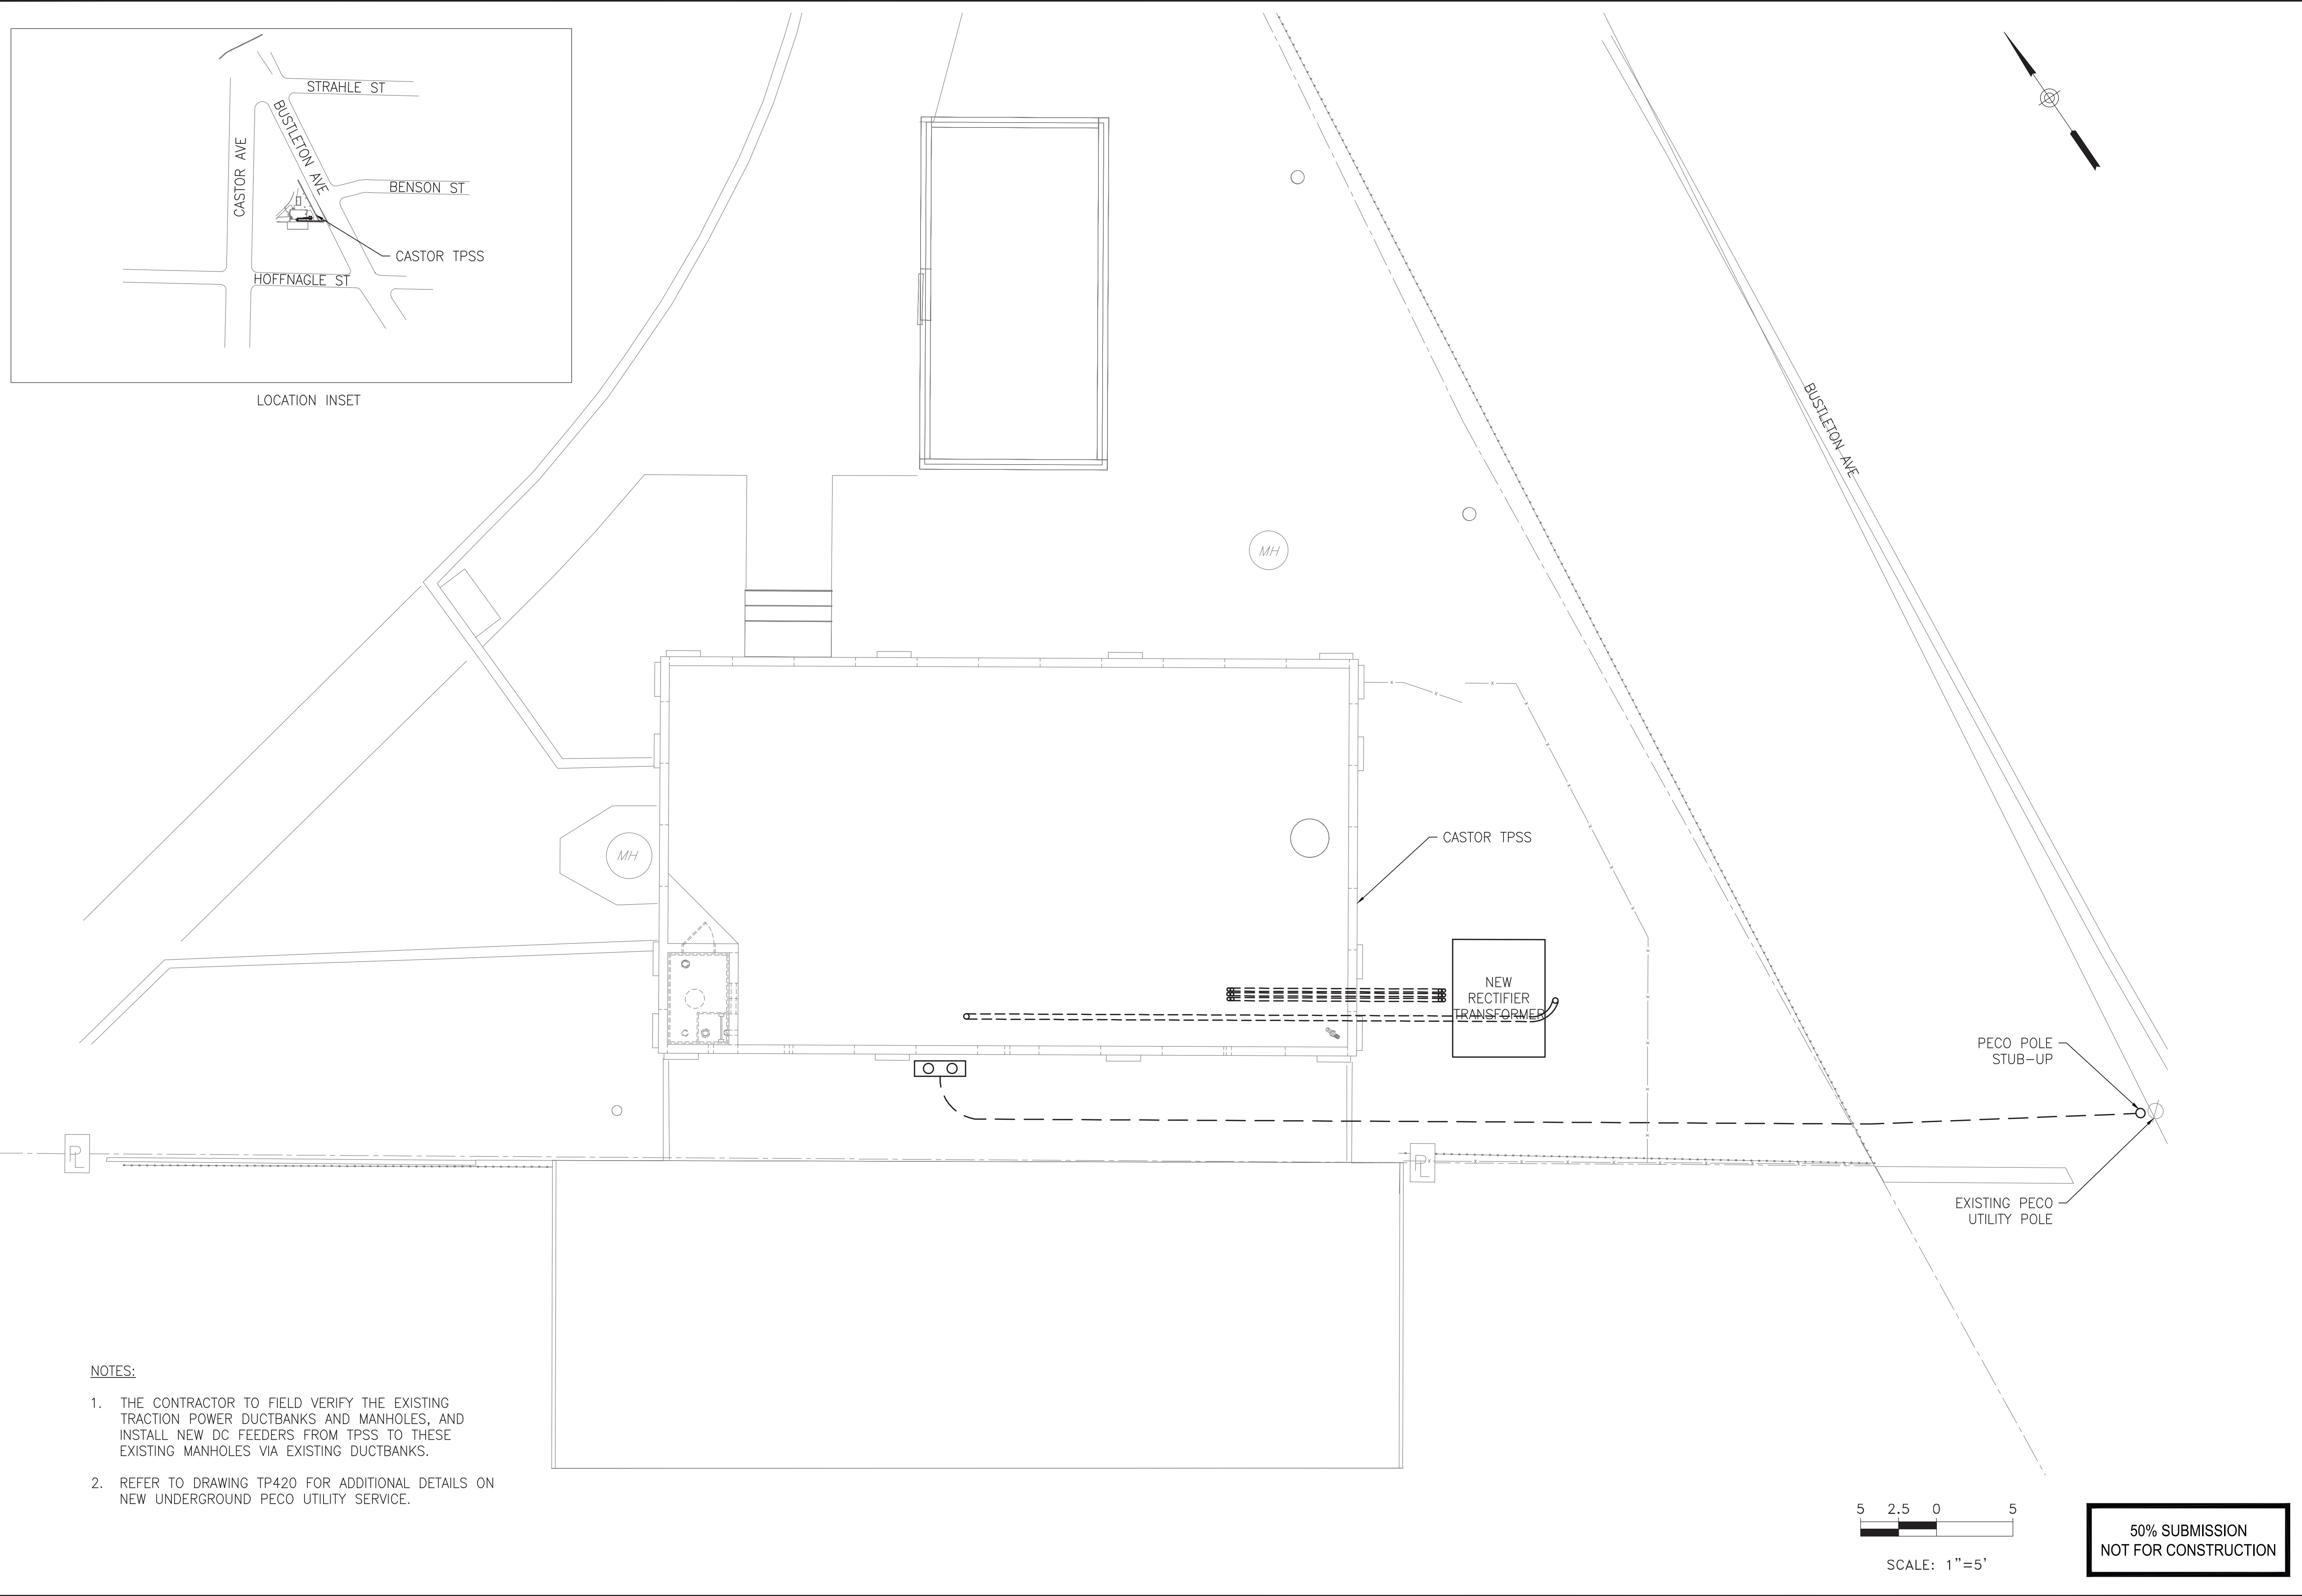 STRAHLE ST
BUSTLETON AVE
CASTOR AVE
BENSON ST
CASTOR TPSS
HOFFNAGLE ST
LOCATION INSET
BUSTLETON AVE
MH
MH
CASTOR TPSS
NEW
RECTIFIER
TRANSFORMER
PECO POLE
STUB-UP
PL
PL
EXISTING PECO
UTILITY POLE
NOTES:
1. THE CONTRACTOR TO FIELD VERIFY THE EXISTING
TRACTION POWER DUCTBANKS AND MANHOLES, AND
INSTALL NEW DC FEEDERS FROM TPSS TO THESE
EXISTING MANHOLES VIA EXISTING DUCTBANKS.
2. REFER TO DRAWING TP420 FOR ADDITIONAL DETAILS ON
NEW UNDERGROUND PECO UTILITY SERVICE.
5 2.5 0 5
SCALE: 1"=5'
50% SUBMISSION
NOT FOR CONSTRUCTION